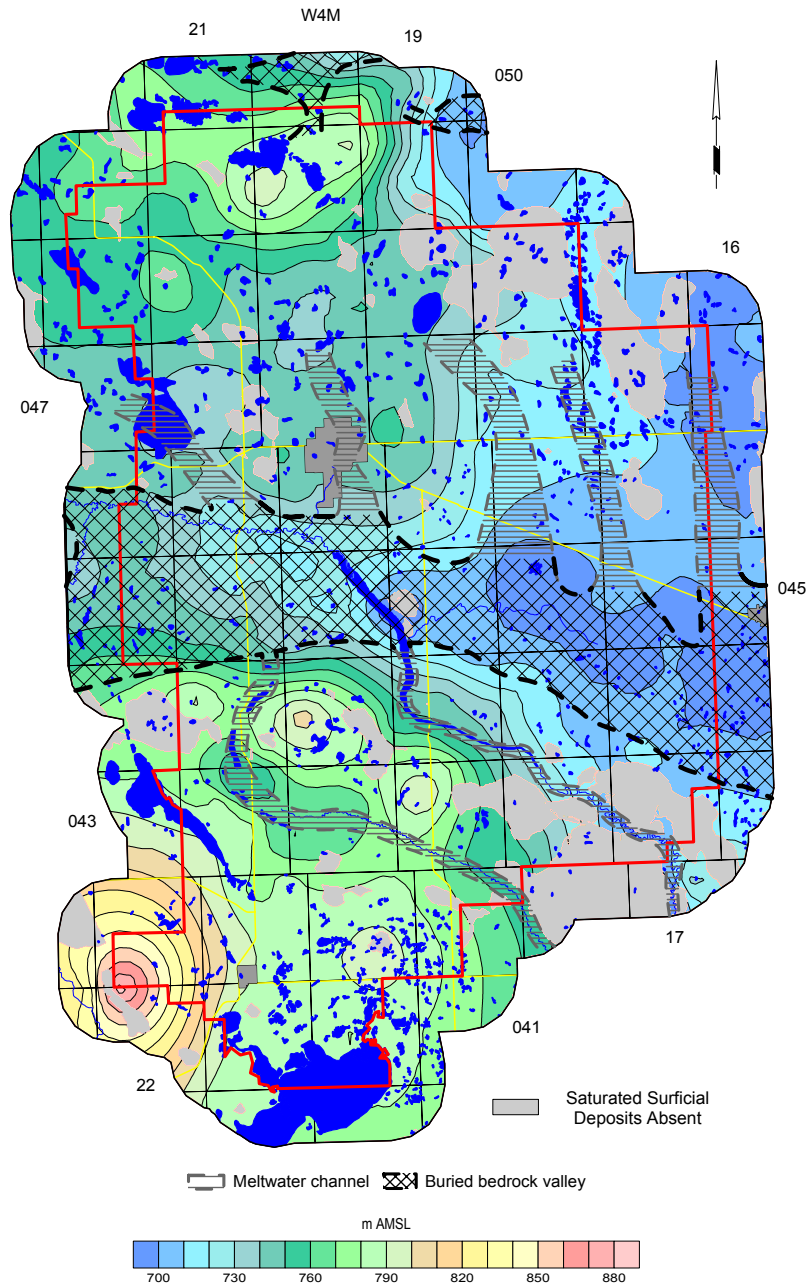 W4M
21
19
050
16
047
045
043
17
041
22
Saturated Surficial
Deposits Absent
Meltwater channel
Buried bedrock valley
m AMSL
700 730 760 790 820 850 880